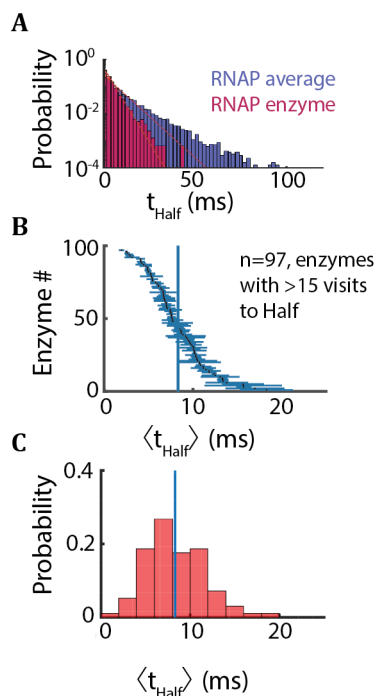 A
Probability
10^0
10^-2
10^-4
RNAP average
RNAP enzyme
0 50 100
t_Half (ms)
B
Enzyme #
100
50
0
n=97, enzymes
with >15 visits
to Half
0 10 20
⟨t_Half⟩ (ms)
C
Probability
0.4
0.2
0
0 10 20
⟨t_Half⟩ (ms)